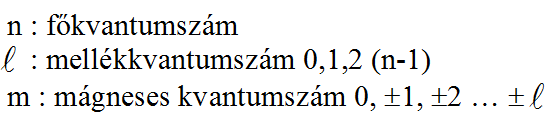 n : főkvantumszám
ℓ : mellékkvantumszám 0,1,2 (n-1)
m : mágneses kvantumszám 0, ±1, ±2 … ± ℓ